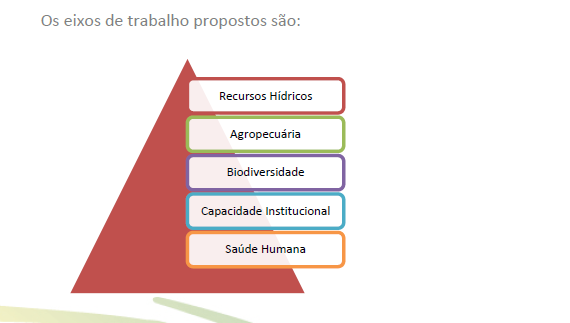 Os eixos de trabalho propostos são:
Recursos Hídricos
Agropecuária
Biodiversidade
Capacidade Institucional
Saúde Humana